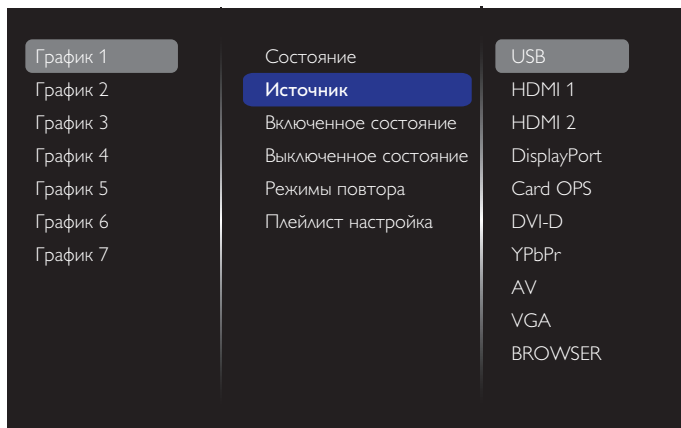 График 1
График 2
График 3
График 4
График 5
График 6
График 7
Состояние
Источник
Включенное состояние
Выключенное состояние
Режимы повтора
Плейлист настройка
USB
HDMI 1
HDMI 2
DisplayPort
Card OPS
DVI-D
YPbPr
AV
VGA
BROWSER